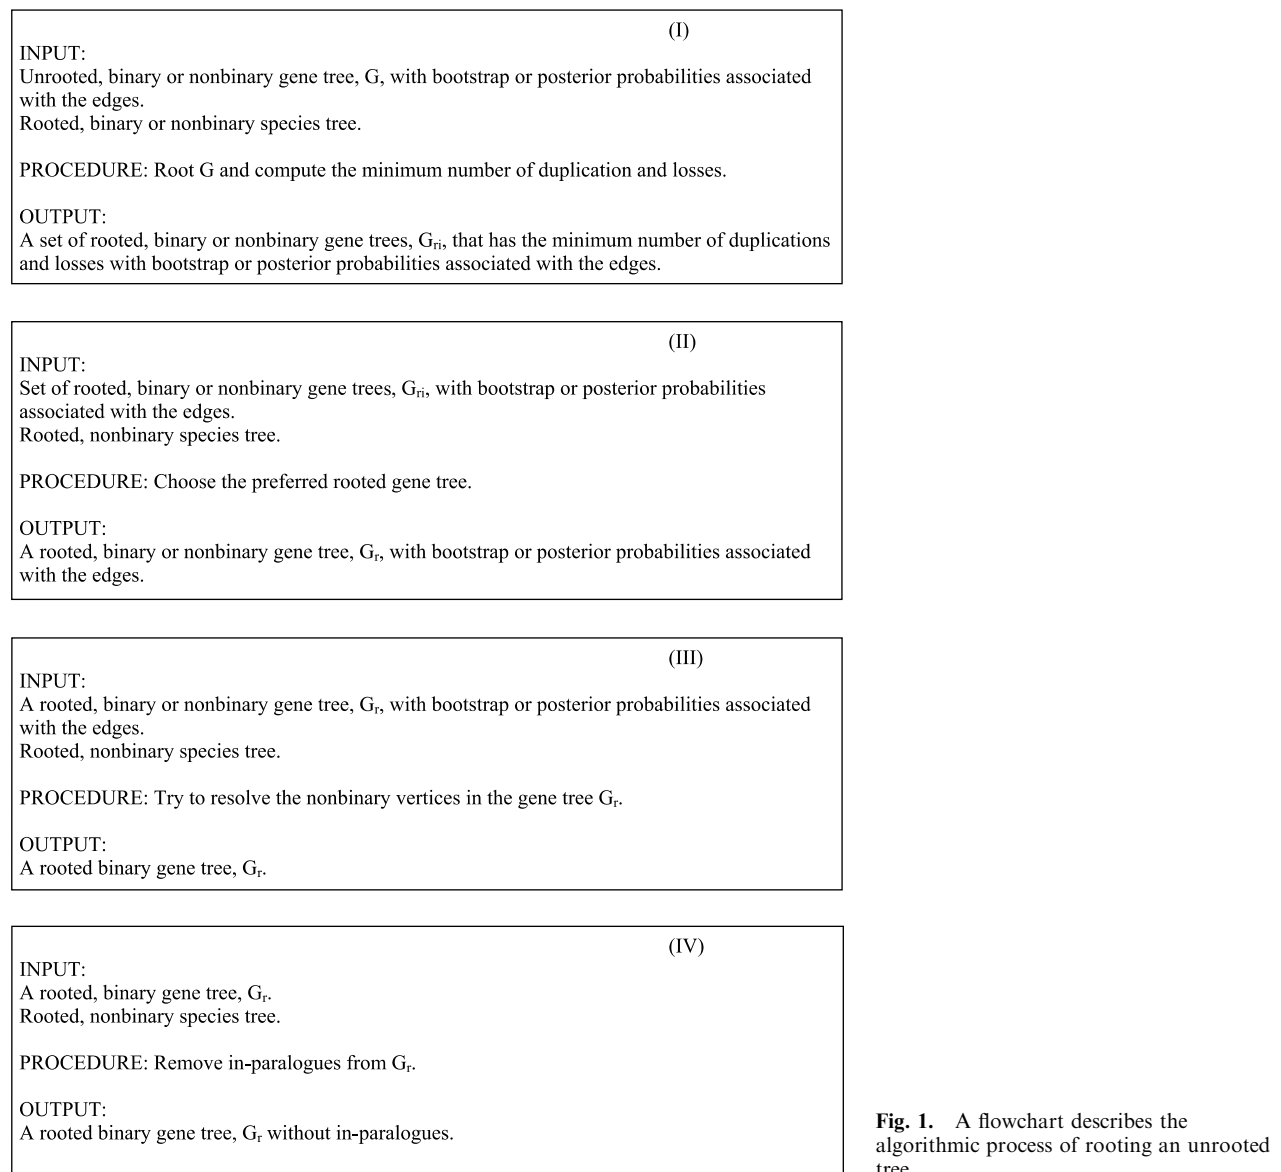 (I)
INPUT:
Unrooted, binary or nonbinary gene tree, G, with bootstrap or posterior probabilities associated
with the edges.
Rooted, binary or nonbinary species tree.
PROCEDURE: Root G and compute the minimum number of duplication and losses.
OUTPUT:
A set of rooted, binary or nonbinary gene trees, Gri, that has the minimum number of duplications
and losses with bootstrap or posterior probabilities associated with the edges.
(II)
INPUT:
Set of rooted, binary or nonbinary gene trees, Gri, with bootstrap or posterior probabilities
associated with the edges.
Rooted, nonbinary species tree.
PROCEDURE: Choose the preferred rooted gene tree.
OUTPUT:
A rooted, binary or nonbinary gene tree, Gr, with bootstrap or posterior probabilities associated
with the edges.
(III)
INPUT:
A rooted, binary or nonbinary gene tree, Gr, with bootstrap or posterior probabilities associated
with the edges.
Rooted, nonbinary species tree.
PROCEDURE: Try to resolve the nonbinary vertices in the gene tree Gr.
OUTPUT:
A rooted binary gene tree, Gr.
(IV)
INPUT:
A rooted, binary gene tree, Gr.
Rooted, nonbinary species tree.
PROCEDURE: Remove in-paralogues from Gr.
OUTPUT:
A rooted binary gene tree, Gr without in-paralogues.
Fig. 1. A flowchart describes the
algorithmic process of rooting an unrooted
tree